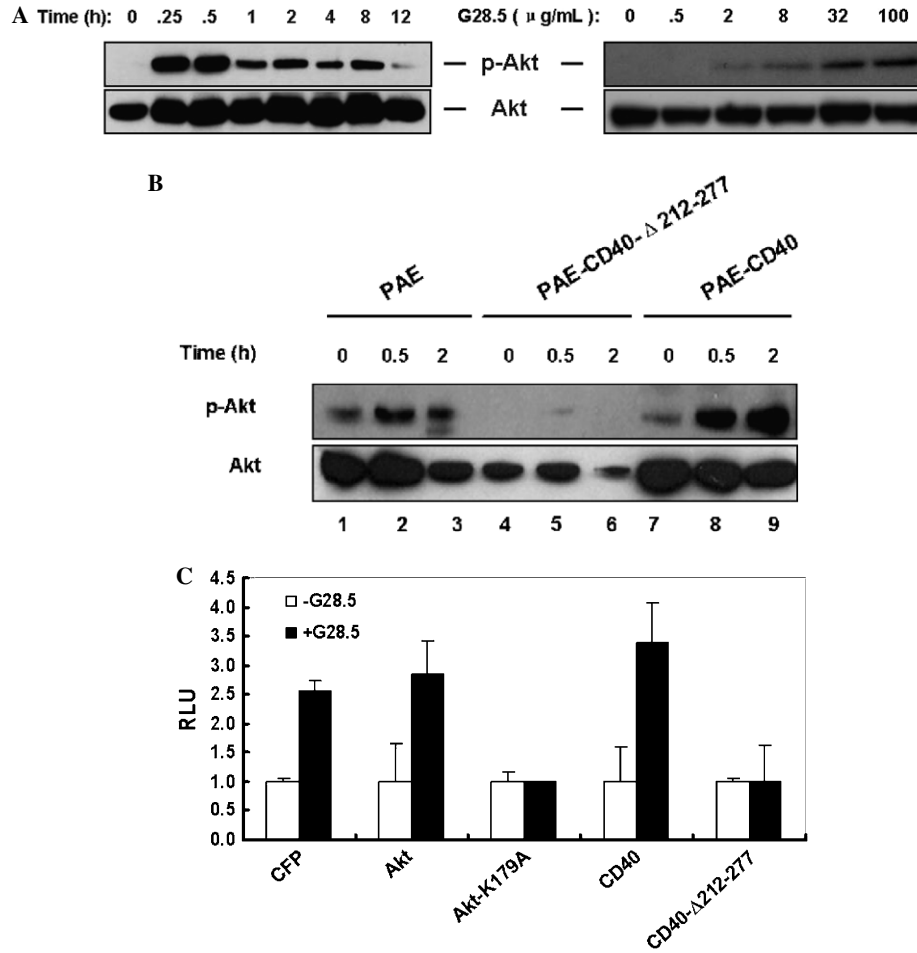 A Time (h): 0 .25 .5 1 2 4 8 12 G28.5 ( μ g/mL): 0 .5 2 8 32 100
— p-Akt —
— Akt —
B
PAE PAE-CD40-Δ212-277 PAE-CD40
Time (h) 0 0.5 2 0 0.5 2 0 0.5 2
p-Akt
Akt
1 2 3 4 5 6 7 8 9
C
4.5
4.0
3.5
3.0
2.5
2.0
1.5
1.0
0.5
0.0
RLU
-G28.5
+G28.5
CFP Akt Akt-K179A CD40 CD40-Δ212-277